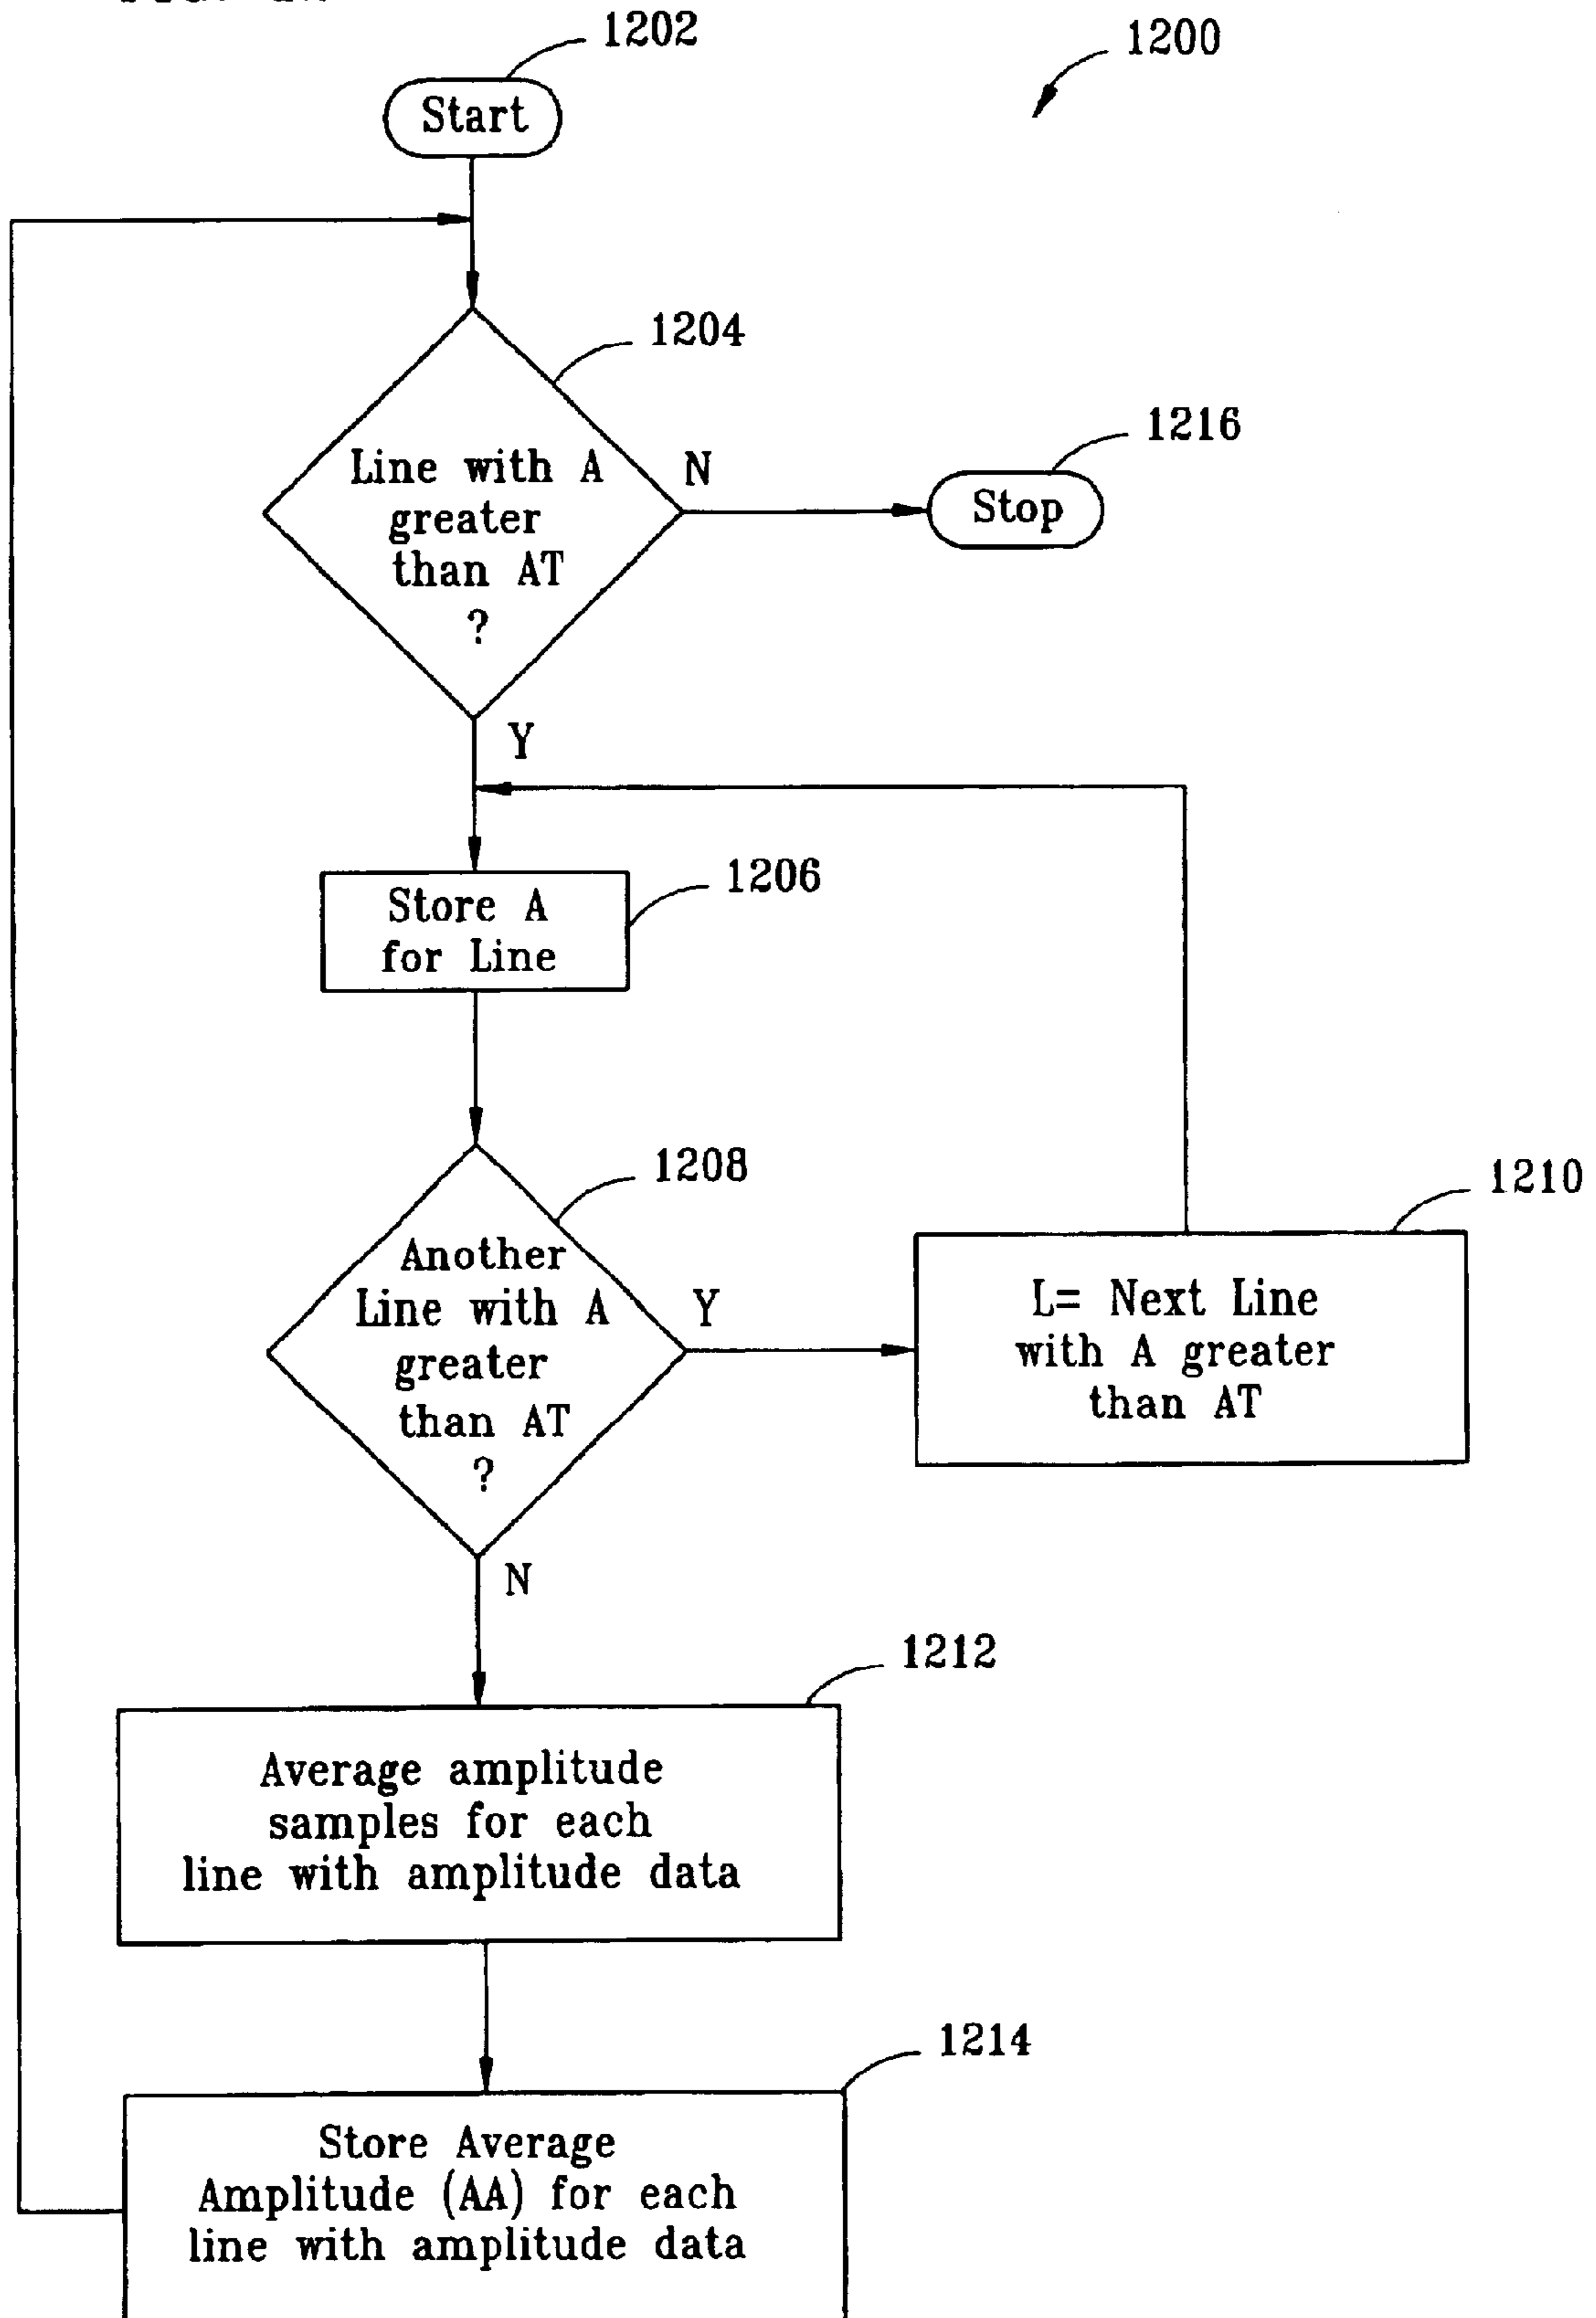 1202
1200
Start
1204
Line with A
greater
than AT
?
N
1216
Stop
Y
1206
Store A
for Line
1208
Another
Line with A
greater
than AT
?
Y
1210
L= Next Line
with A greater
than AT
N
1212
Average amplitude
samples for each
line with amplitude data
1214
Store Average
Amplitude (AA) for each
line with amplitude data